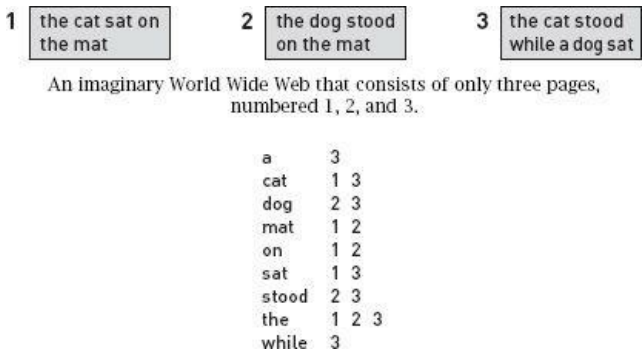 1 the cat sat on
the mat
2 the dog stood
on the mat
3 the cat stood
while a dog sat
An imaginary World Wide Web that consists of only three pages,
numbered 1, 2, and 3.
a 3
cat 1 3
dog 2 3
mat 1 2
on 1 2
sat 1 3
stood 2 3
the 1 2 3
while 3